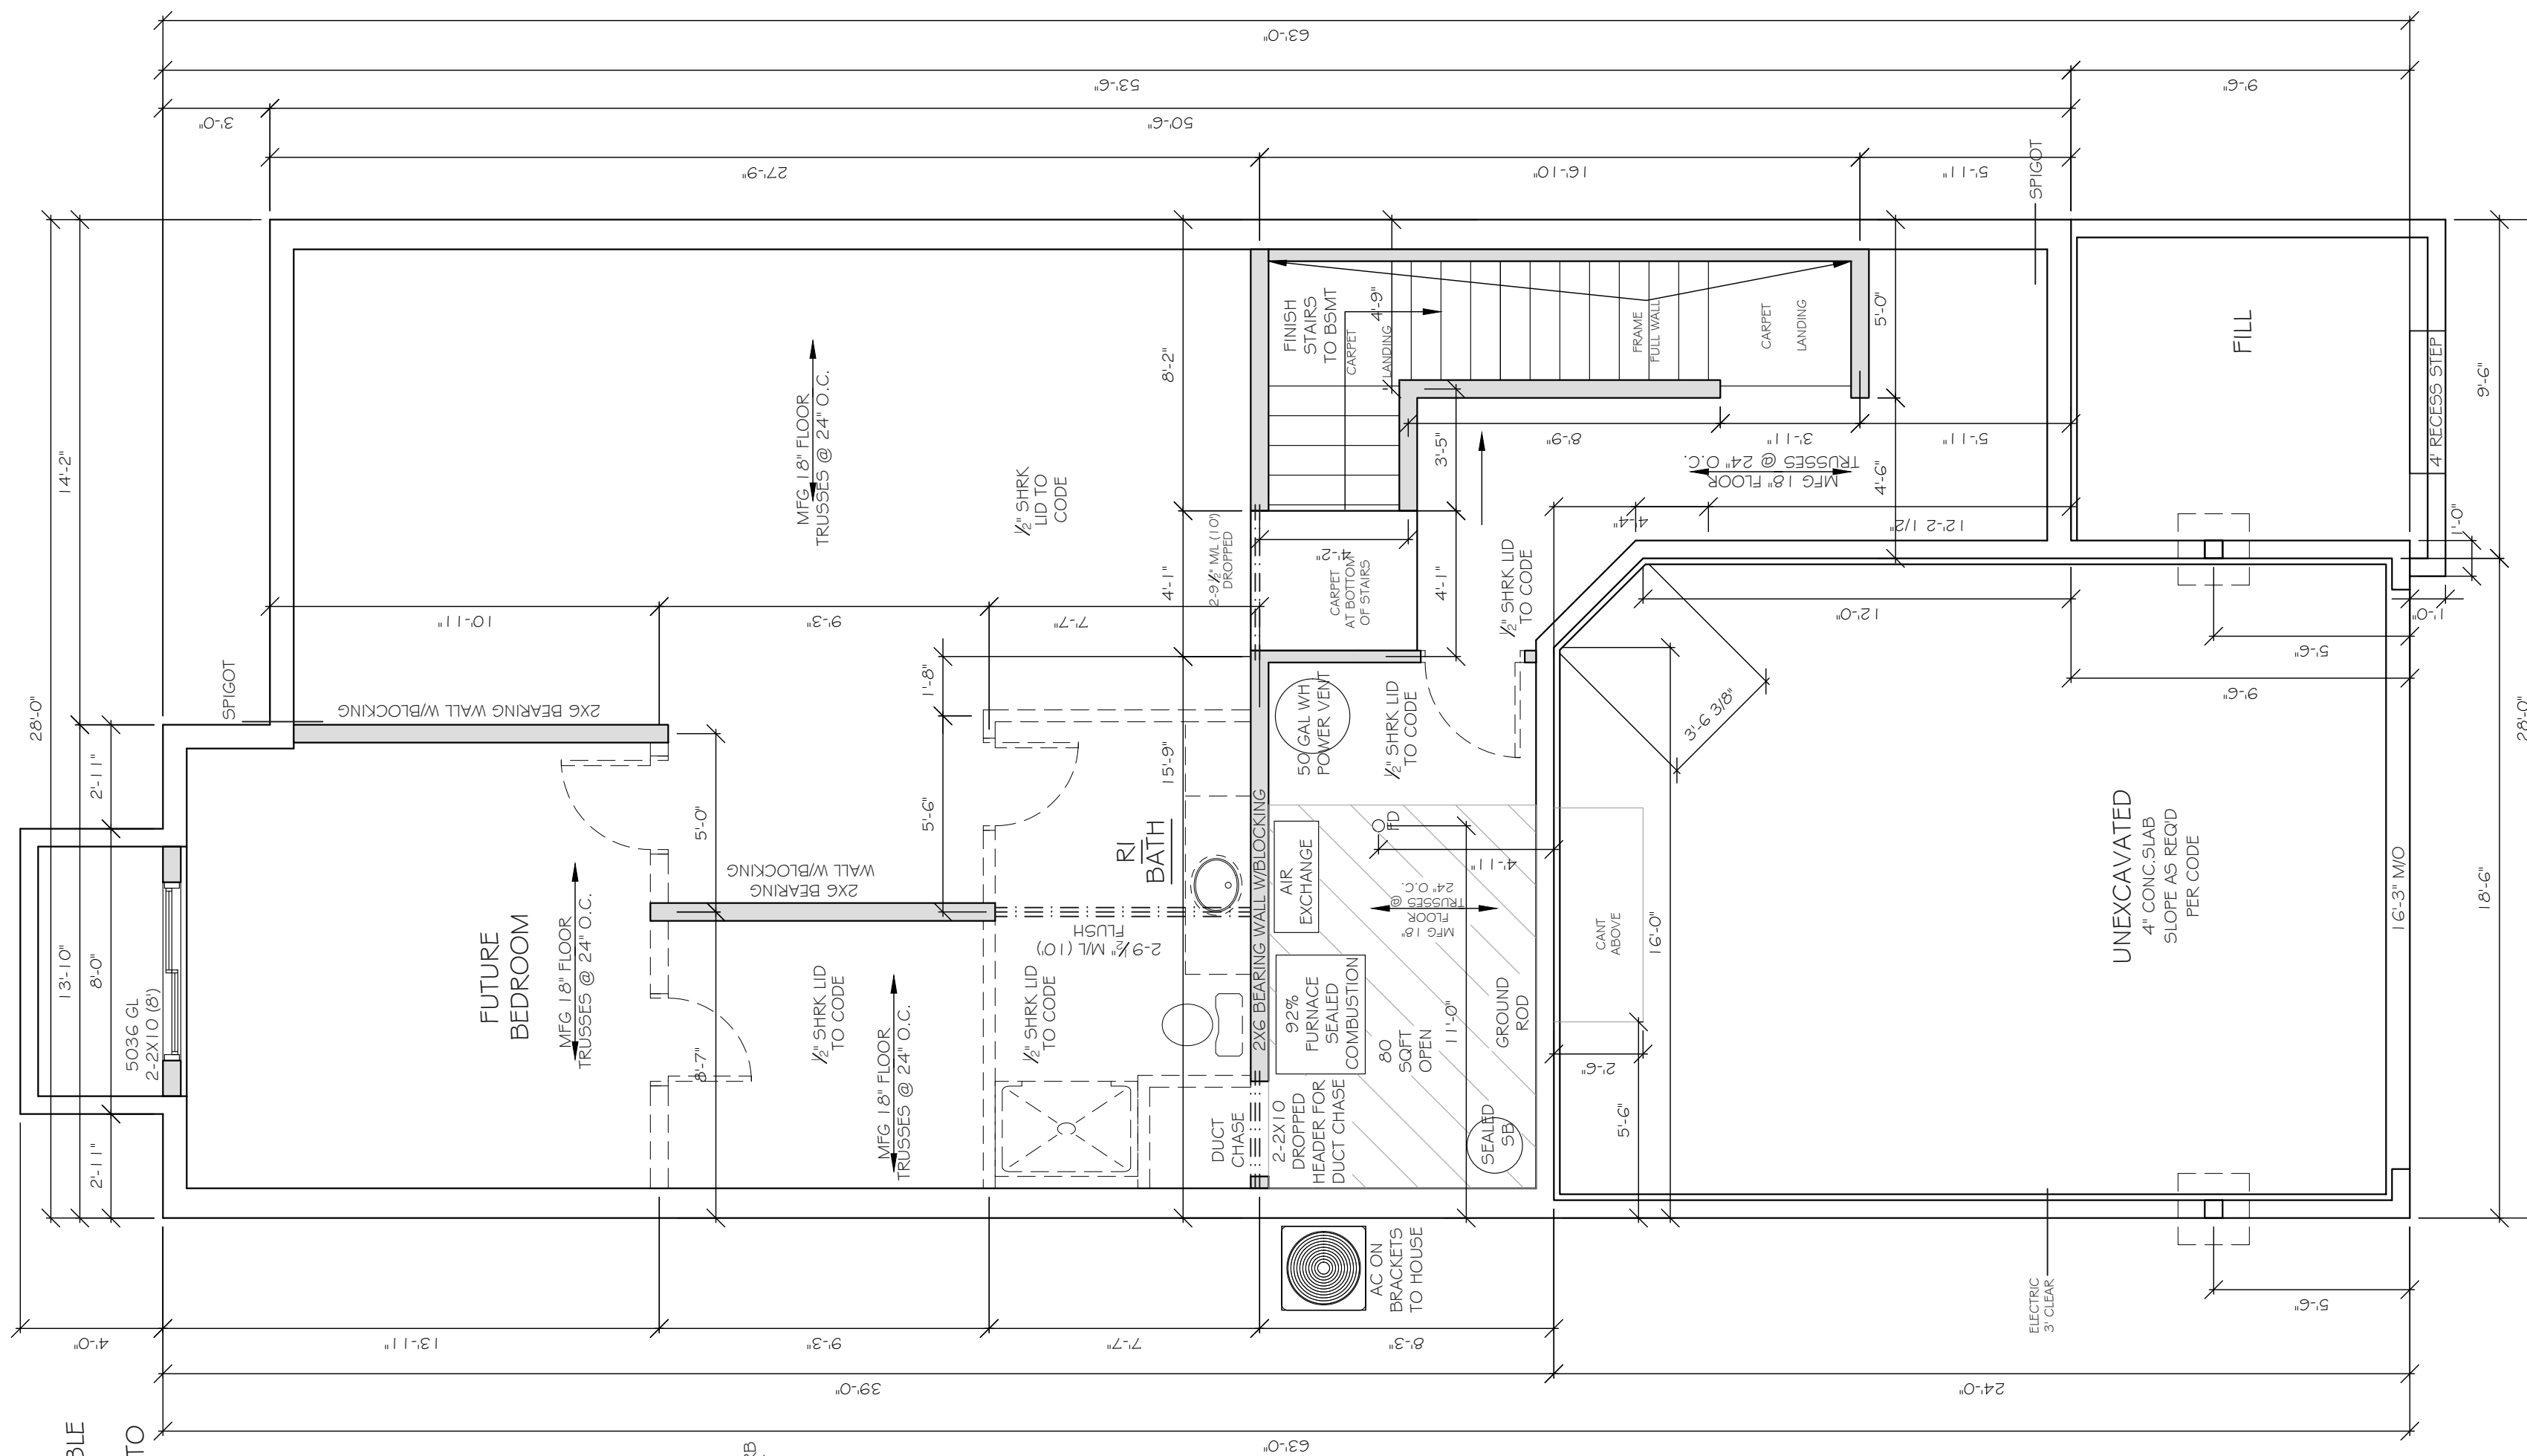 63'-0"
53'-6"
9'-6"
3'-0"
50'-6"
27'-9"
16'-10"
5'-11"
SPIGOT
28'-0"
14'-2"
13'-10"
2'-11"
8'-0"
2'-11"
5036 GL
2-2X10 (8')
SPIGOT
2X6 BEARING WALL W/BLOCKING
FUTURE
BEDROOM
MFG 18" FLOOR
TRUSSES @ 24" O.C.
10'-11"
9'-3"
7'-7"
5'-0"
8'-7"
2X6 BEARING
WALL W/BLOCKING
MFG 18" FLOOR
TRUSSES @ 24" O.C.
½" SHRK LID
TO CODE
MFG 18" FLOOR
TRUSSES @ 24" O.C.
1'-8"
5'-6"
½" SHRK
LID TO
CODE
½" SHRK LID
TO CODE
2-9 ½" M/L (10')
FLUSH
RI
BATH
8'-2"
4'-1"
15'-9"
2-9 ½" M/L (10')
DROPPED
DUCT
CHASE
2X6 BEARING WALL W/BLOCKING
FINISH
STAIRS
TO BSMT
CARPET
LANDING
4'-9"
FRAME
FULL WALL
CARPET
LANDING
5'-0"
4'-2"
CARPET
AT BOTTOM
OF STAIRS
3'-5"
4'-1"
8'-9"
3'-11"
5'-11"
MFG 18" FLOOR
TRUSSES @ 24" O.C.
4'-6"
4'-4"
12'-2 1/2"
½" SHRK LID
TO CODE
50 GAL WH
POWER VENT
½" SHRK LID
TO CODE
AIR
EXCHANGE
FD
4'-11"
MFG 18"
FLOOR
TRUSSES @
24" O.C.
92%
FURNACE
SEALED
COMBUSTION
80
SQFT
OPEN
11'-0"
GROUND
ROD
2-2X10
DROPPED
HEADER FOR
DUCT CHASE
SEALED
SB
AC ON
BRACKETS
TO HOUSE
CANT
ABOVE
2'-6"
5'-6"
16'-0"
3'-6 3/8"
12'-0"
5'-6"
9'-6"
1'-0"
1'-0"
FILL
4' RECESS STEP
9'-6"
UNEXCAVATED
4" CONC.SLAB
SLOPE AS REQ'D
PER CODE
16'-3" M/O
18'-6"
28'-0"
ELECTRIC
3' CLEAR
5'-6"
4'-0"
13'-11"
9'-3"
7'-7"
8'-3"
39'-0"
24'-0"
63'-0"
BLE
TO
RB